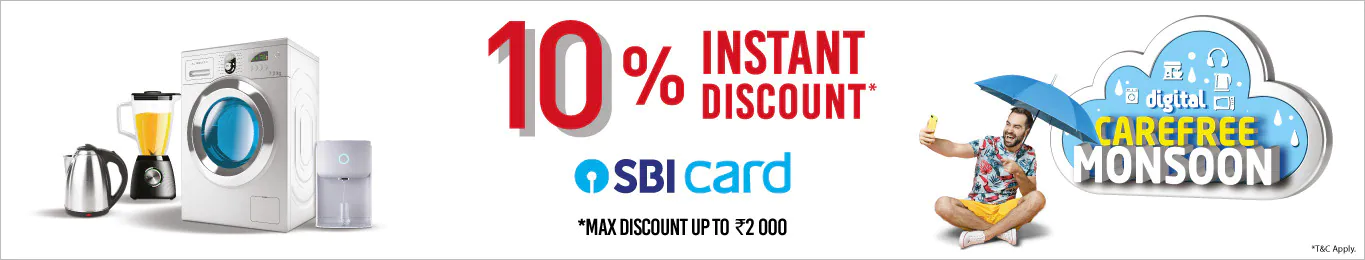 10% INSTANT
DISCOUNT*
SBI card
*MAX DISCOUNT UP TO ₹2 000
digital
CAREFREE
MONSOON
*T&C Apply.